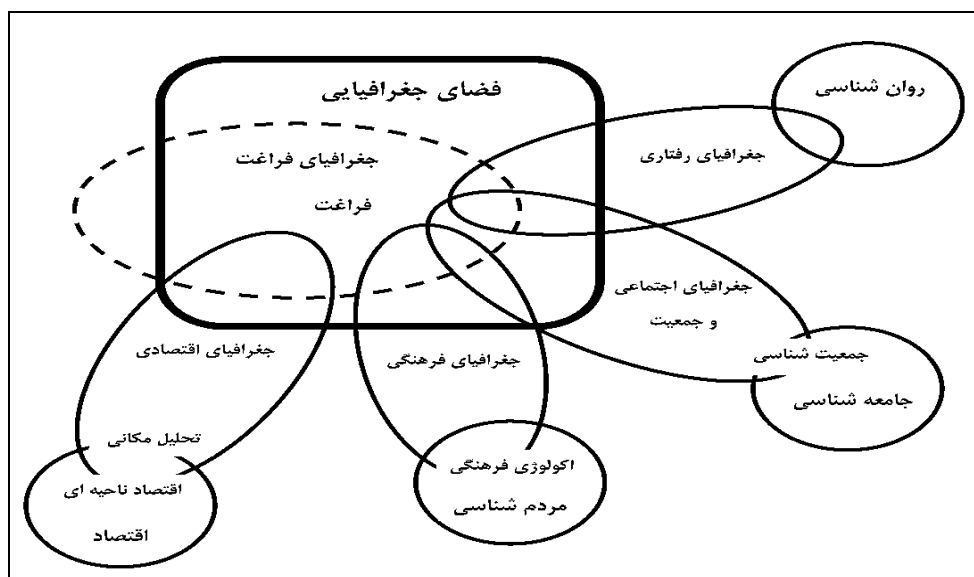 فضای جغرافیایی
روان شناسی
جغرافیای فراغت
فراغت
جغرافیای رفتاری
جغرافیای اجتماعی
و جمعیت
جغرافیای اقتصادی
جغرافیای فرهنگی
جمعیت شناسی
جامعه شناسی
تحلیل مکانی
اقتصاد ناحیه ای
اقتصاد
اکولوژی فرهنگی
مردم شناسی